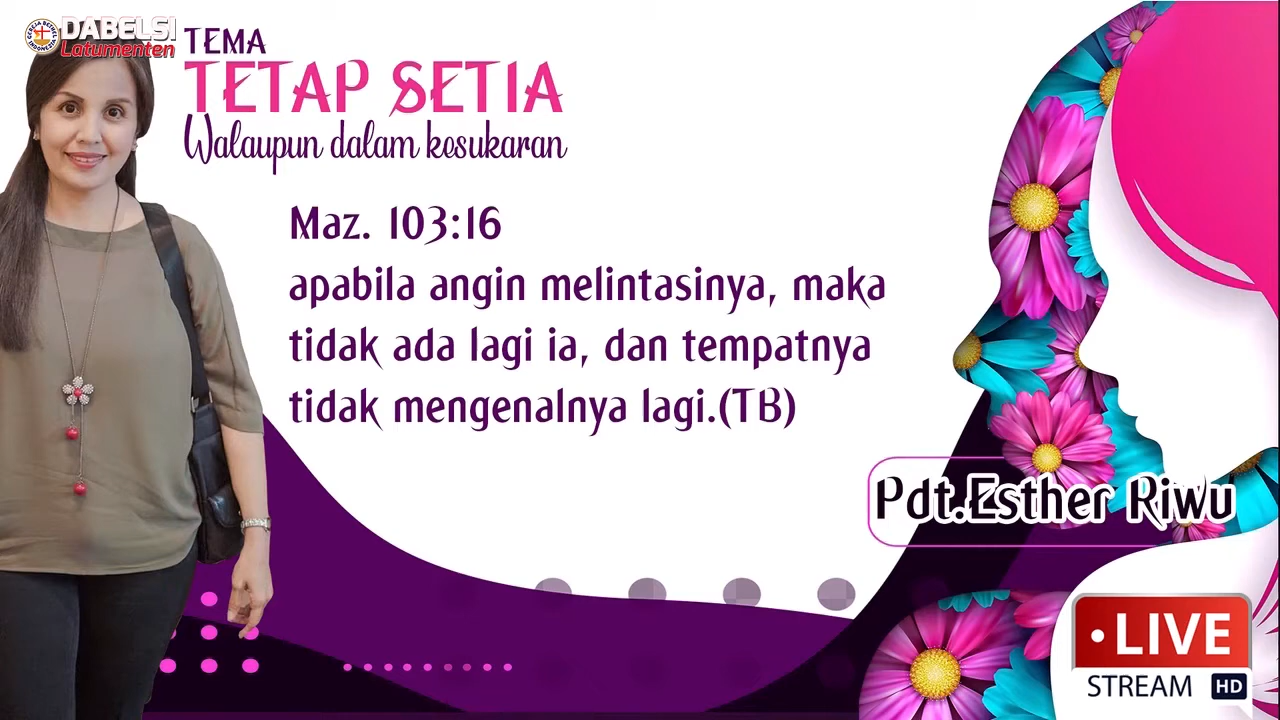 DABELSI
Latumenten
TEMA
TETAP SETIA
Walaupun dalam kesukaran
Maz. 103:16
apabila angin melintasinya, maka
tidak ada lagi ia, dan tempatnya
tidak mengenalnya lagi.(TB)
Pdt.Esther Riwu
LIVE
STREAM HD